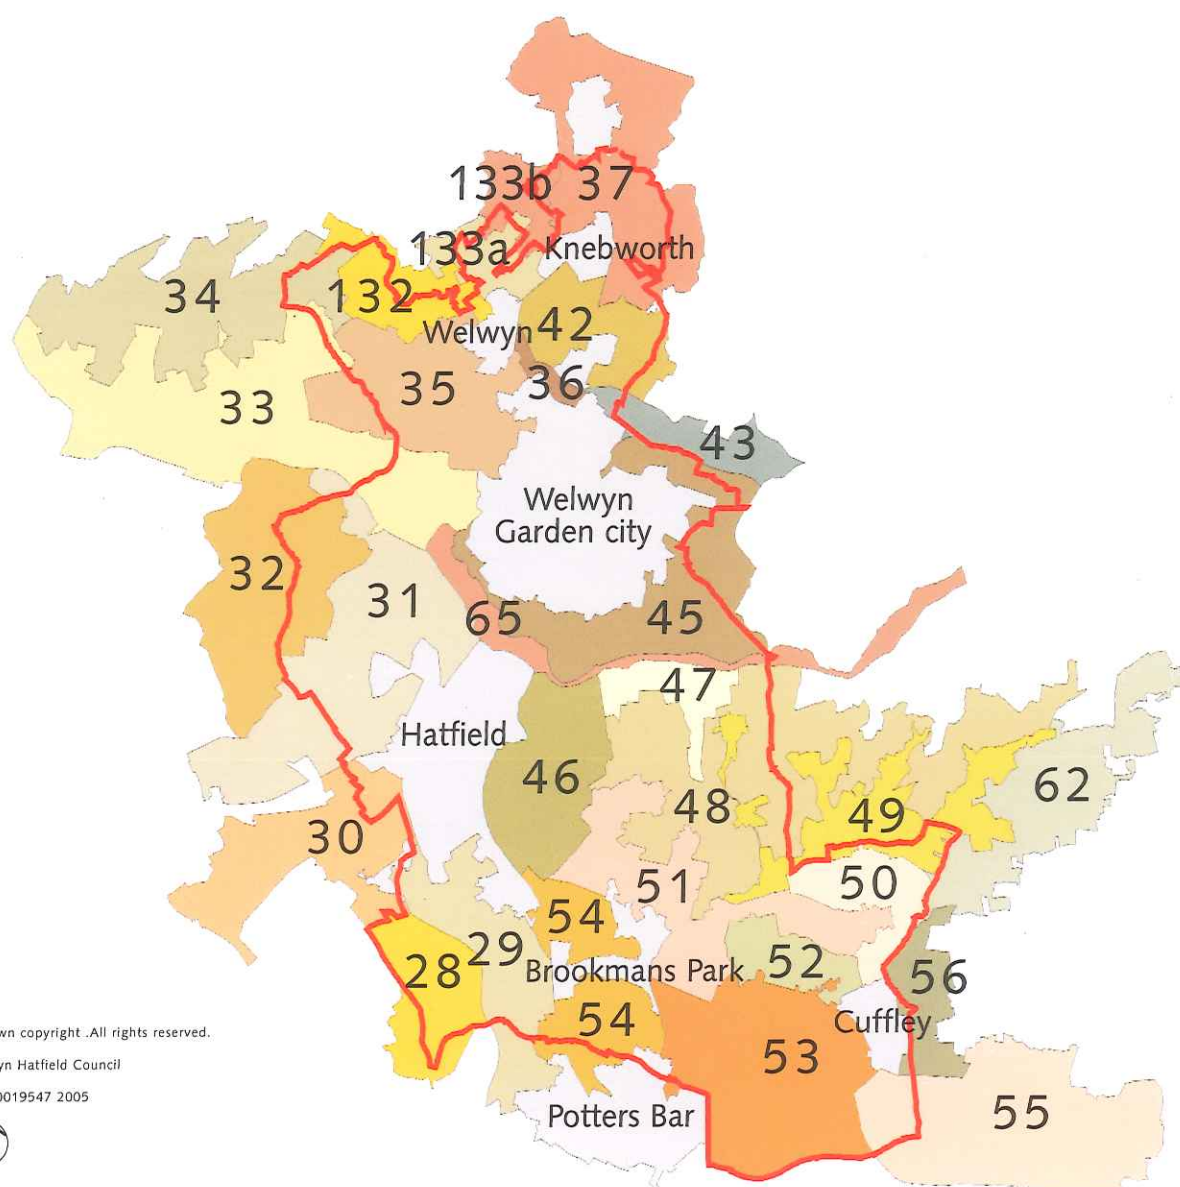 133b
37
133a
Knebworth
34
132
Welwyn
42
33
35
36
43
Welwyn
Garden city
32
31
65
45
47
Hatfield
46
48
62
49
30
51
50
54
29
28
Brookmans Park
52
56
54
Cuffley
53
55
Potters Bar
wn copyright .All rights reserved.
yn Hatfield Council
0019547 2005